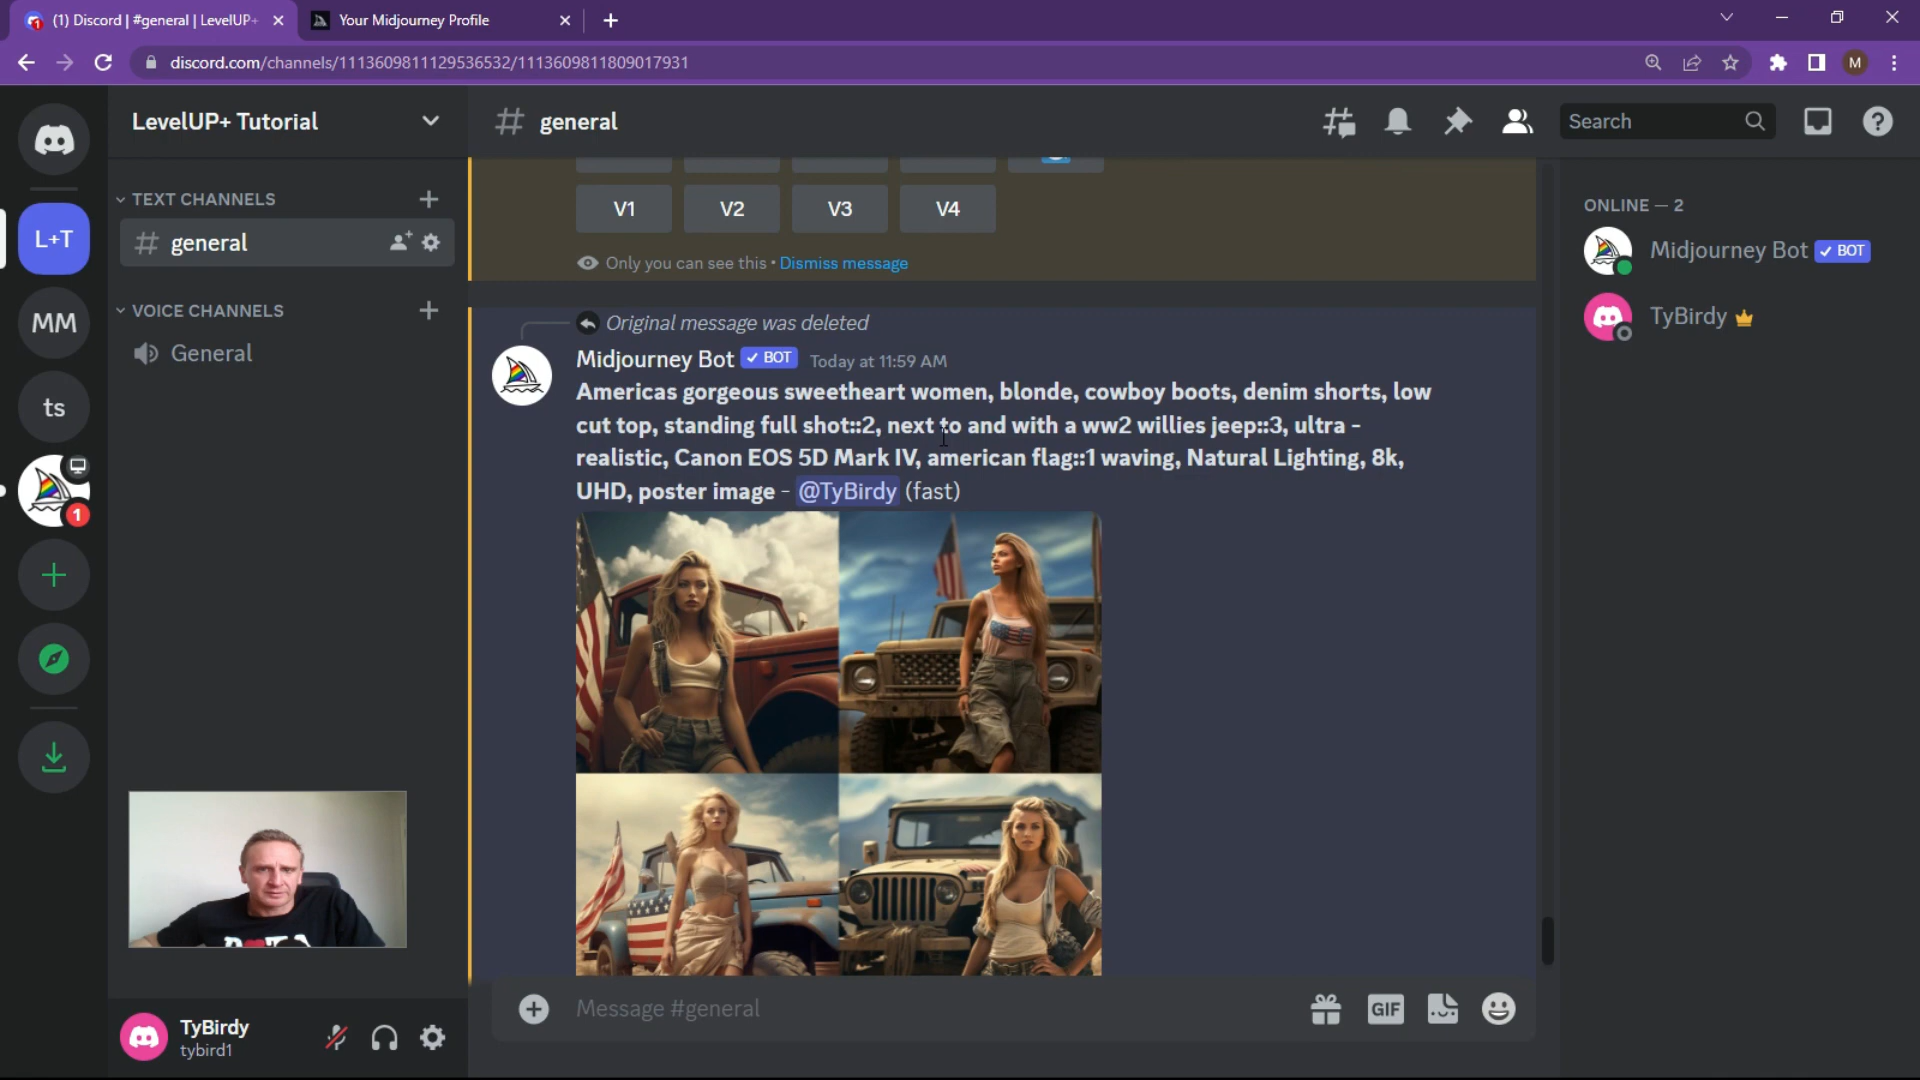 (1) Discord | #general | LevelUP+
Your Midjourney Profile
discord.com/channels/1113609811129536532/1113609811809017931
M
LevelUP+ Tutorial
general
Search
TEXT CHANNELS
general
VOICE CHANNELS
General
L+T
MM
ts
1
V1 V2 V3 V4
Only you can see this • Dismiss message
Original message was deleted
Midjourney Bot BOT Today at 11:59 AM
Americas gorgeous sweetheart women, blonde, cowboy boots, denim shorts, low
cut top, standing full shot::2, next to and with a ww2 willies jeep::3, ultra -
realistic, Canon EOS 5D Mark IV, american flag::1 waving, Natural Lighting, 8k,
UHD, poster image - @TyBirdy (fast)
Message #general
GIF
ONLINE — 2
Midjourney Bot BOT
TyBirdy
TyBirdy
tybird1